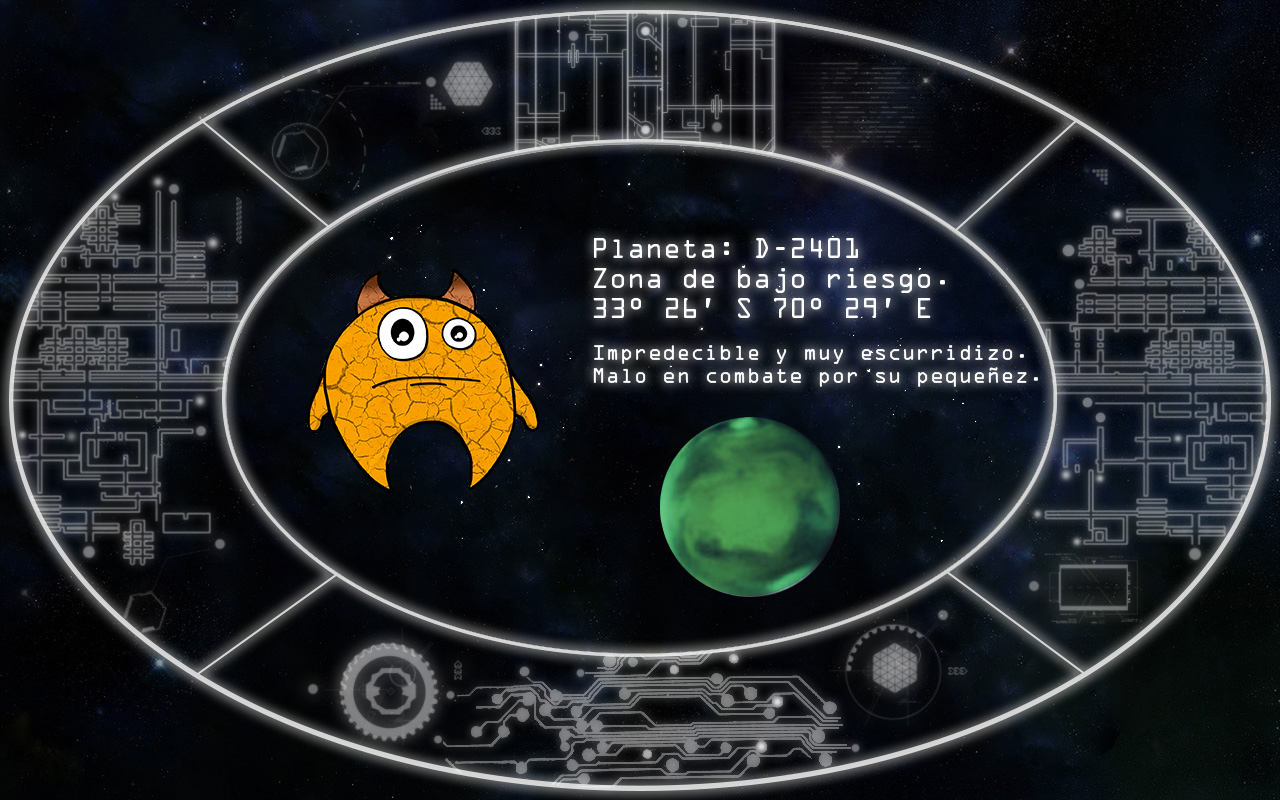 Planeta: D-2401
Zona de bajo riesgo.
33º 26' S 70º 29' E
Impredecible y muy escurridizo.
Malo en combate por su pequeñez.